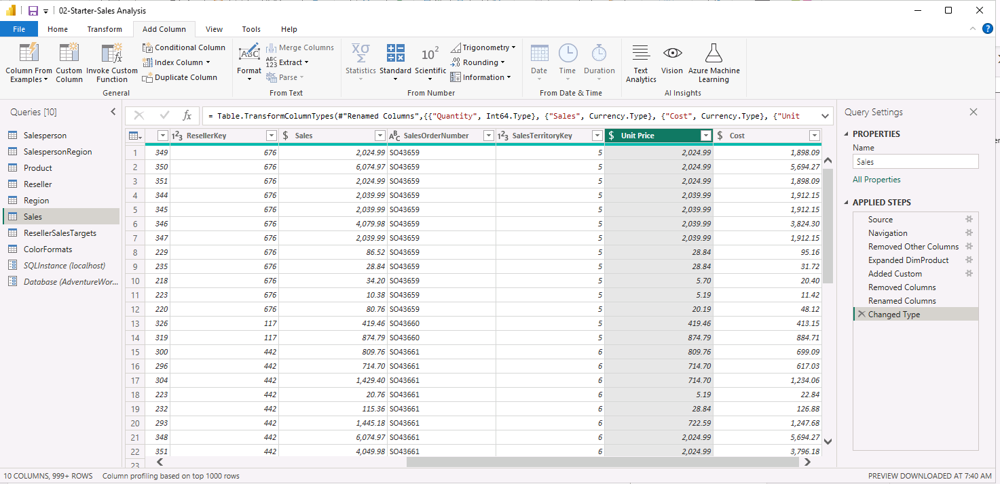 02-Starter-Sales Analysis
File Home Transform Add Column View Tools Help
Column From Examples
Custom Column
Invoke Custom Function
Conditional Column
Index Column
Duplicate Column
General
Format
Merge Columns
Extract
Parse
From Text
Statistics
Standard
Scientific
Trigonometry
Rounding
Information
From Number
Date
Time
Duration
From Date & Time
Text Analytics
Vision
Azure Machine Learning
AI Insights
Queries [10]
Salesperson
SalespersonRegion
Product
Reseller
Region
Sales
ResellerSalesTargets
ColorFormats
SQLInstance (localhost)
Database (AdventureWor...
= Table.TransformColumnTypes(#"Renamed Columns",{{"Quantity", Int64.Type}, {"Sales", Currency.Type}, {"Cost", Currency.Type}, {"Unit
ResellerKey $ Sales SalesOrderNumber SalesTerritoryKey $ Unit Price $ Cost
1 349 676 2,024.99 SO43659 5 2,024.99 1,898.09
2 350 676 6,074.97 SO43659 5 2,024.99 5,694.27
3 351 676 2,024.99 SO43659 5 2,024.99 1,898.09
4 344 676 2,039.99 SO43659 5 2,039.99 1,912.15
5 345 676 2,039.99 SO43659 5 2,039.99 1,912.15
6 346 676 4,079.98 SO43659 5 2,039.99 3,824.30
7 347 676 2,039.99 SO43659 5 2,039.99 1,912.15
8 229 676 86.52 SO43659 5 28.84 95.16
9 235 676 28.84 SO43659 5 28.84 31.72
10 218 676 34.20 SO43659 5 5.70 20.40
11 223 676 10.38 SO43659 5 5.19 11.42
12 220 676 80.76 SO43659 5 20.19 48.12
13 326 117 419.46 SO43660 5 419.46 413.15
14 319 117 874.79 SO43660 5 874.79 884.71
15 300 442 809.76 SO43661 6 809.76 699.09
16 296 442 714.70 SO43661 6 714.70 617.03
17 304 442 1,429.40 SO43661 6 714.70 1,234.06
18 223 442 20.76 SO43661 6 5.19 22.84
19 232 442 115.36 SO43661 6 28.84 126.88
20 293 442 1,445.18 SO43661 6 722.59 1,247.68
21 348 442 6,074.97 SO43661 6 2,024.99 5,694.27
22 351 442 4,049.98 SO43661 6 2,024.99 3,796.18
23
Query Settings
PROPERTIES
Name
Sales
All Properties
APPLIED STEPS
Source
Navigation
Removed Other Columns
Expanded DimProduct
Added Custom
Removed Columns
Renamed Columns
Changed Type
10 COLUMNS, 999+ ROWS Column profiling based on top 1000 rows
PREVIEW DOWNLOADED AT 7:40 AM